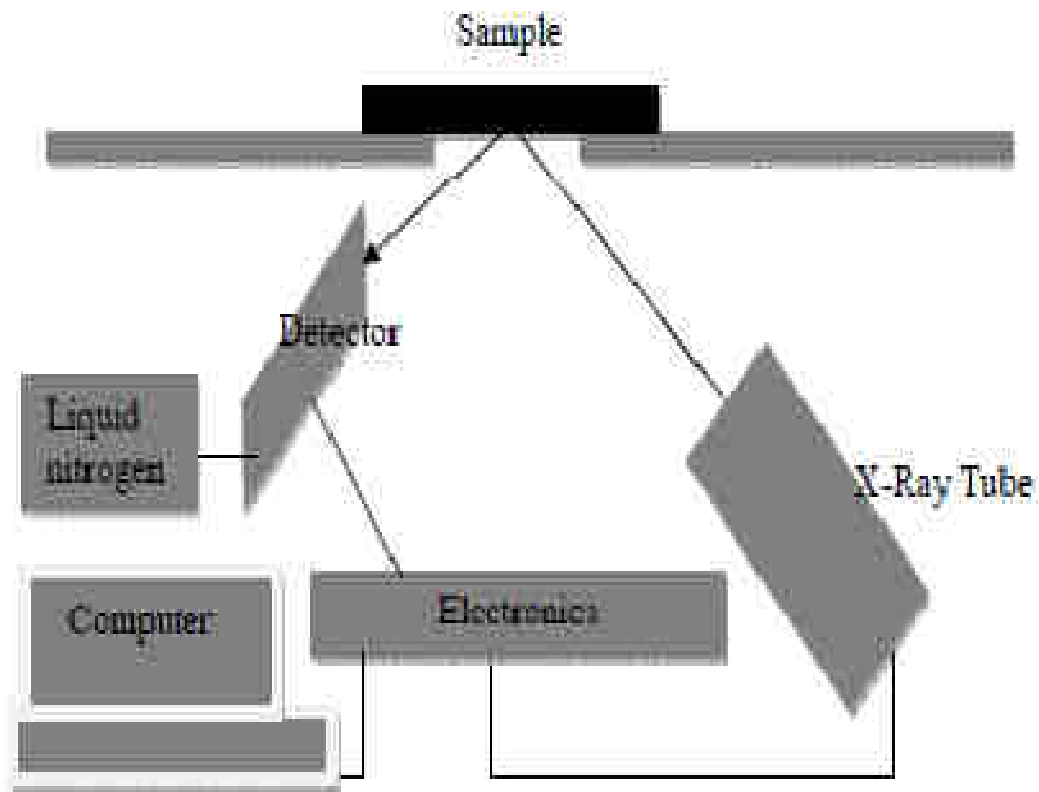 Sample
Detector
Liquid
nitrogen
X-Ray Tube
Computer
Electronics